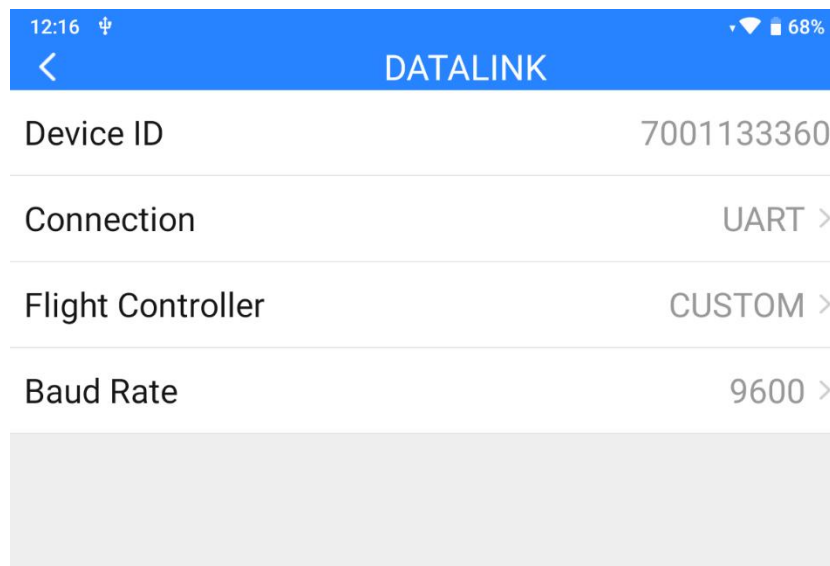 12:16 68%
DATALINK
Device ID 7001133360
Connection UART
Flight Controller CUSTOM
Baud Rate 9600